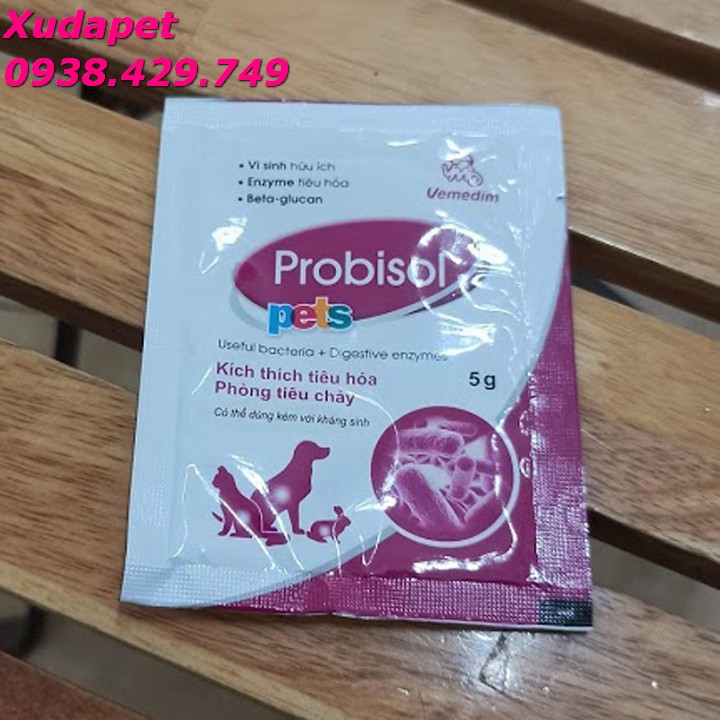 Xudapet
0938.429.749
• Vi sinh hữu ích
• Enzyme tiêu hóa
• Beta-glucan
Vemedim
Probisol
pets
Useful bacteria + Digestive enzymes
Kích thích tiêu hóa
Phòng tiêu chảy
5 g
Có thể dùng kèm với kháng sinh